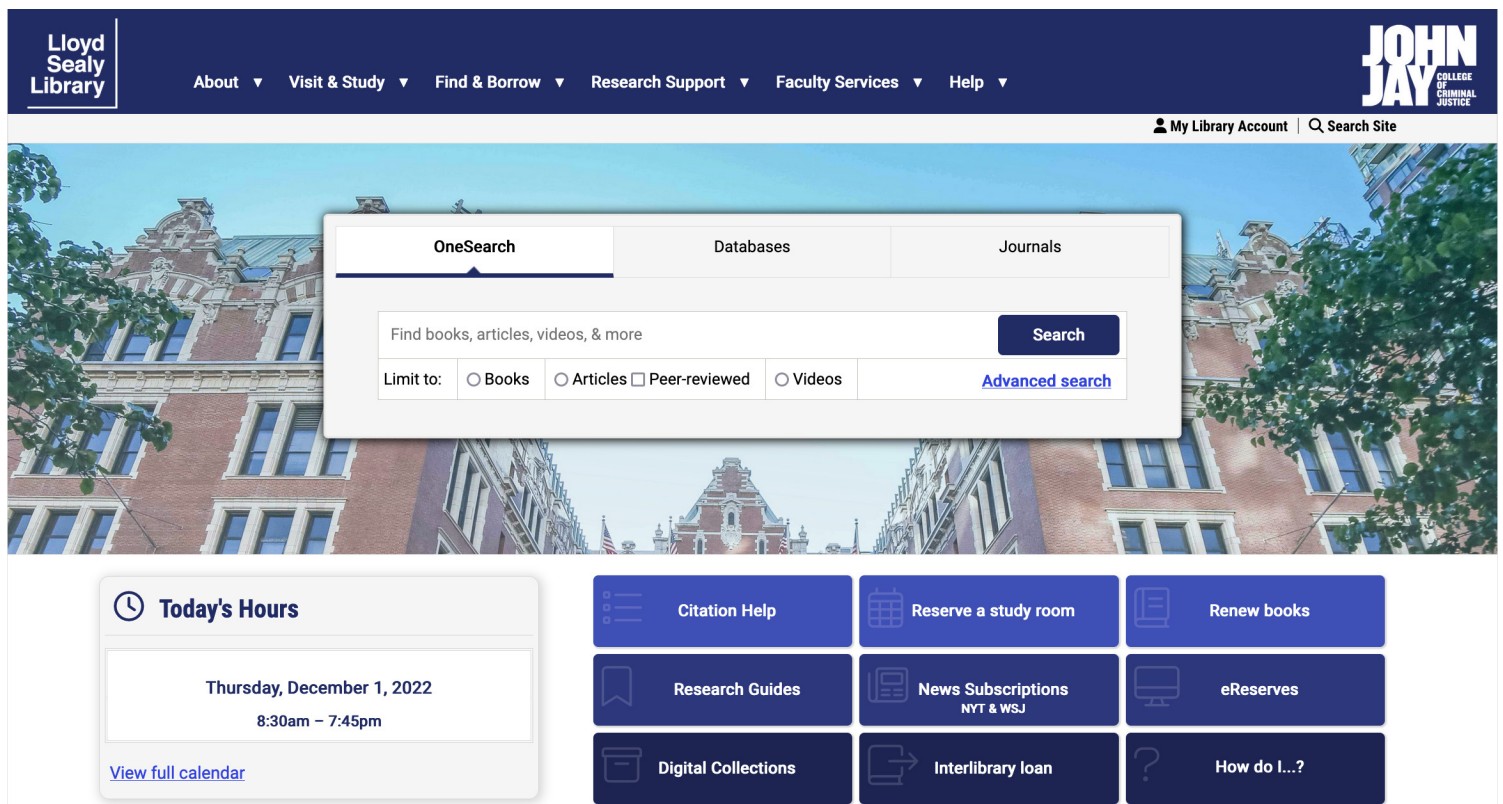 Lloyd
Sealy
Library
About ▼ Visit & Study ▼ Find & Borrow ▼ Research Support ▼ Faculty Services ▼ Help ▼
JOHN
JAY
COLLEGE
OF
CRIMINAL
JUSTICE
My Library Account | Search Site
OneSearch Databases Journals
Find books, articles, videos, & more Search
Limit to: Books Articles Peer-reviewed Videos Advanced search
Today's Hours
Thursday, December 1, 2022
8:30am – 7:45pm
View full calendar
Citation Help Reserve a study room Renew books
Research Guides News Subscriptions eReserves
NYT & WSJ
Digital Collections Interlibrary loan How do I...?